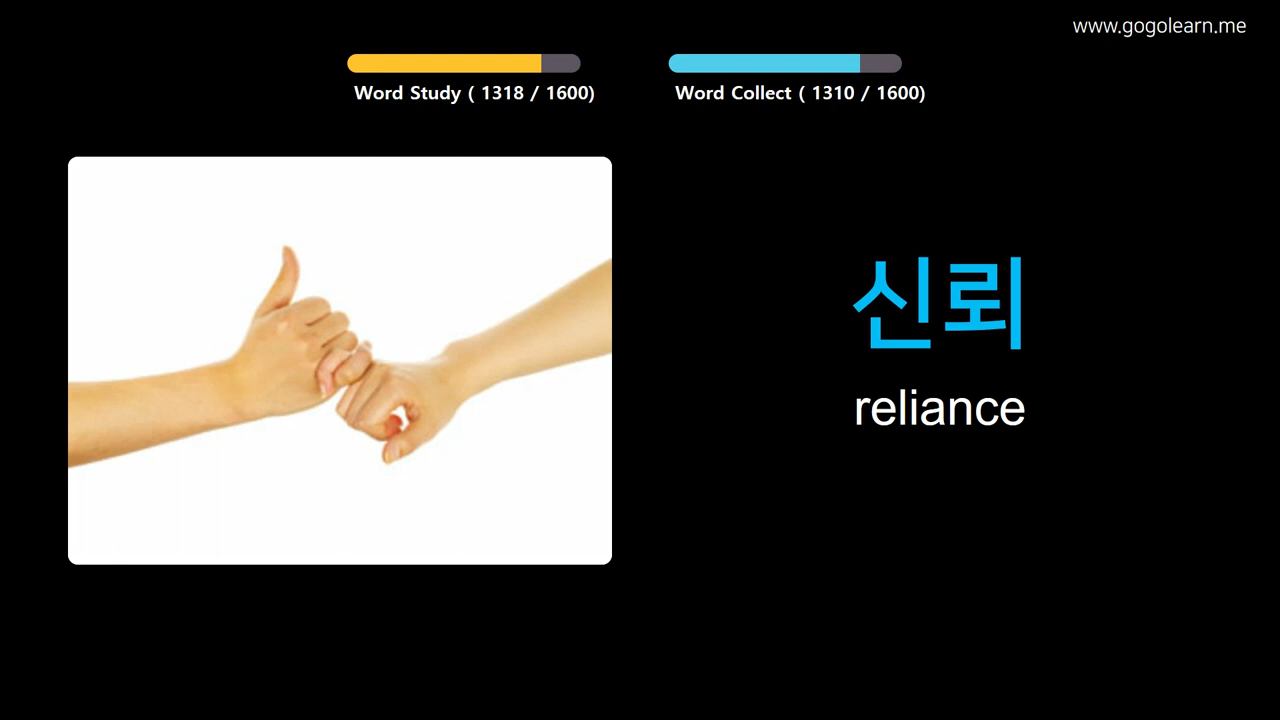 www.gogolearn.me
Word Study ( 1318 / 1600)
Word Collect ( 1310 / 1600)
신뢰
reliance